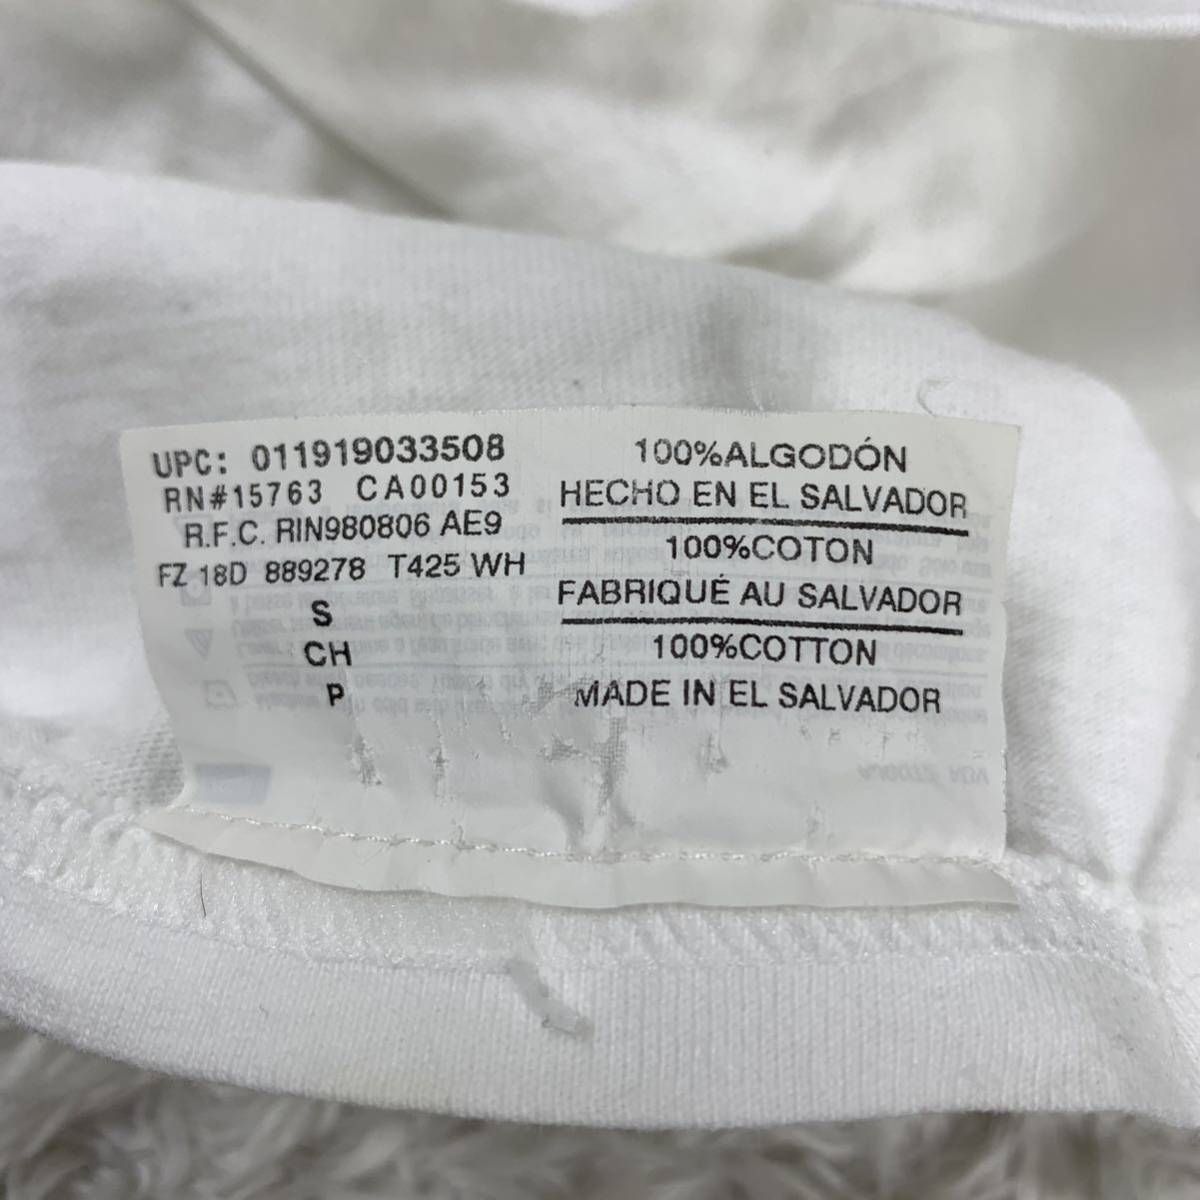 UPC: 011919033508
RN#15763 CA00153
R.F.C. RIN980806 AE9
FZ 18D 889278 T425 WH
S
CH
P
100%ALGODÓN
HECHO EN EL SALVADOR
100%COTON
FABRIQUÉ AU SALVADOR
100%COTTON
MADE IN EL SALVADOR